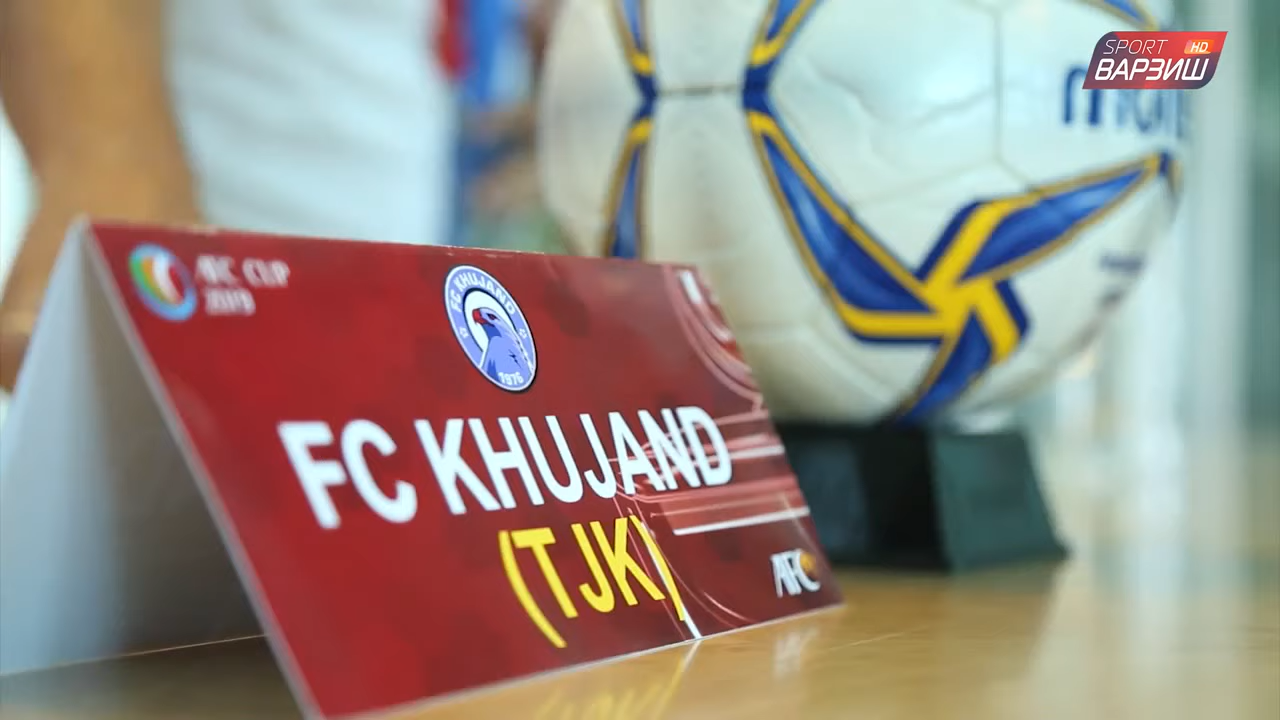 SPORT HD
ВАРЗИШ
AFC CUP
2019
FC KHUJAND
1976
FC KHUJAND
(TJK)
AFC